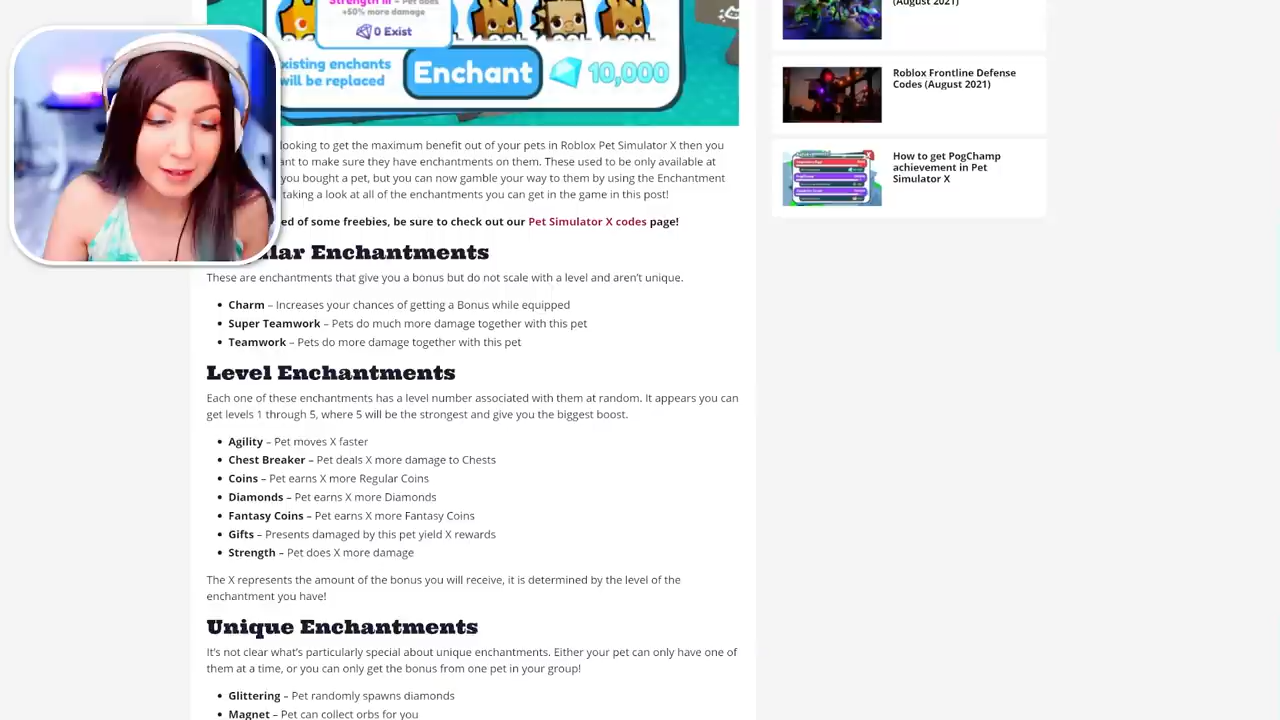 Strength III – Pet does
+50% more damage
0 Exist
existing enchants
will be replaced
Enchant
10,000
looking to get the maximum benefit out of your pets in Roblox Pet Simulator X then you
ant to make sure they have enchantments on them. These used to be only available at
you bought a pet, but you can now gamble your way to them by using the Enchantment
aking a look at all of the enchantments you can get in the game in this post!
ed of some freebies, be sure to check out our Pet Simulator X codes page!
lar Enchantments
These are enchantments that give you a bonus but do not scale with a level and aren't unique.
• Charm – Increases your chances of getting a Bonus while equipped
• Super Teamwork – Pets do much more damage together with this pet
• Teamwork – Pets do more damage together with this pet
Level Enchantments
Each one of these enchantments has a level number associated with them at random. It appears you can
get levels 1 through 5, where 5 will be the strongest and give you the biggest boost.
• Agility – Pet moves X faster
• Chest Breaker – Pet deals X more damage to Chests
• Coins – Pet earns X more Regular Coins
• Diamonds – Pet earns X more Diamonds
• Fantasy Coins – Pet earns X more Fantasy Coins
• Gifts – Presents damaged by this pet yield X rewards
• Strength – Pet does X more damage
The X represents the amount of the bonus you will receive, it is determined by the level of the
enchantment you have!
Unique Enchantments
It's not clear what's particularly special about unique enchantments. Either your pet can only have one of
them at a time, or you can only get the bonus from one pet in your group!
• Glittering – Pet randomly spawns diamonds
• Magnet – Pet can collect orbs for you
(August 2021)
Roblox Frontline Defense
Codes (August 2021)
How to get PogChamp
achievement in Pet
Simulator X